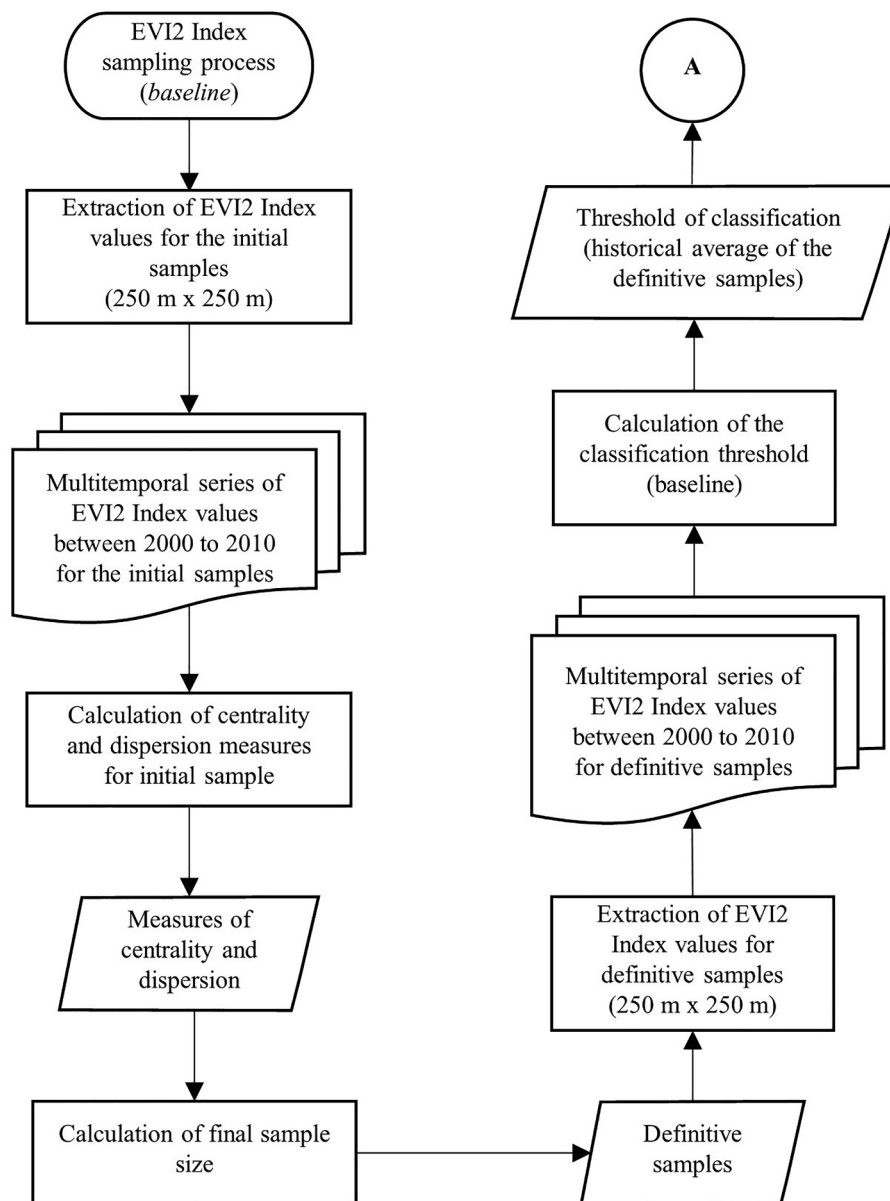 EVI2 Index
sampling process
(baseline)
Extraction of EVI2 Index
values for the initial
samples
(250 m x 250 m)
Multitemporal series of
EVI2 Index values
between 2000 to 2010
for the initial samples
Calculation of centrality
and dispersion measures
for initial sample
Measures of
centrality and
dispersion
Calculation of final sample
size
Definitive
samples
Extraction of EVI2
Index values for
definitive samples
(250 m x 250 m)
Multitemporal series of
EVI2 Index values
between 2000 to 2010
for definitive samples
Calculation of the
classification threshold
(baseline)
Threshold of classification
(historical average of the
definitive samples)
A